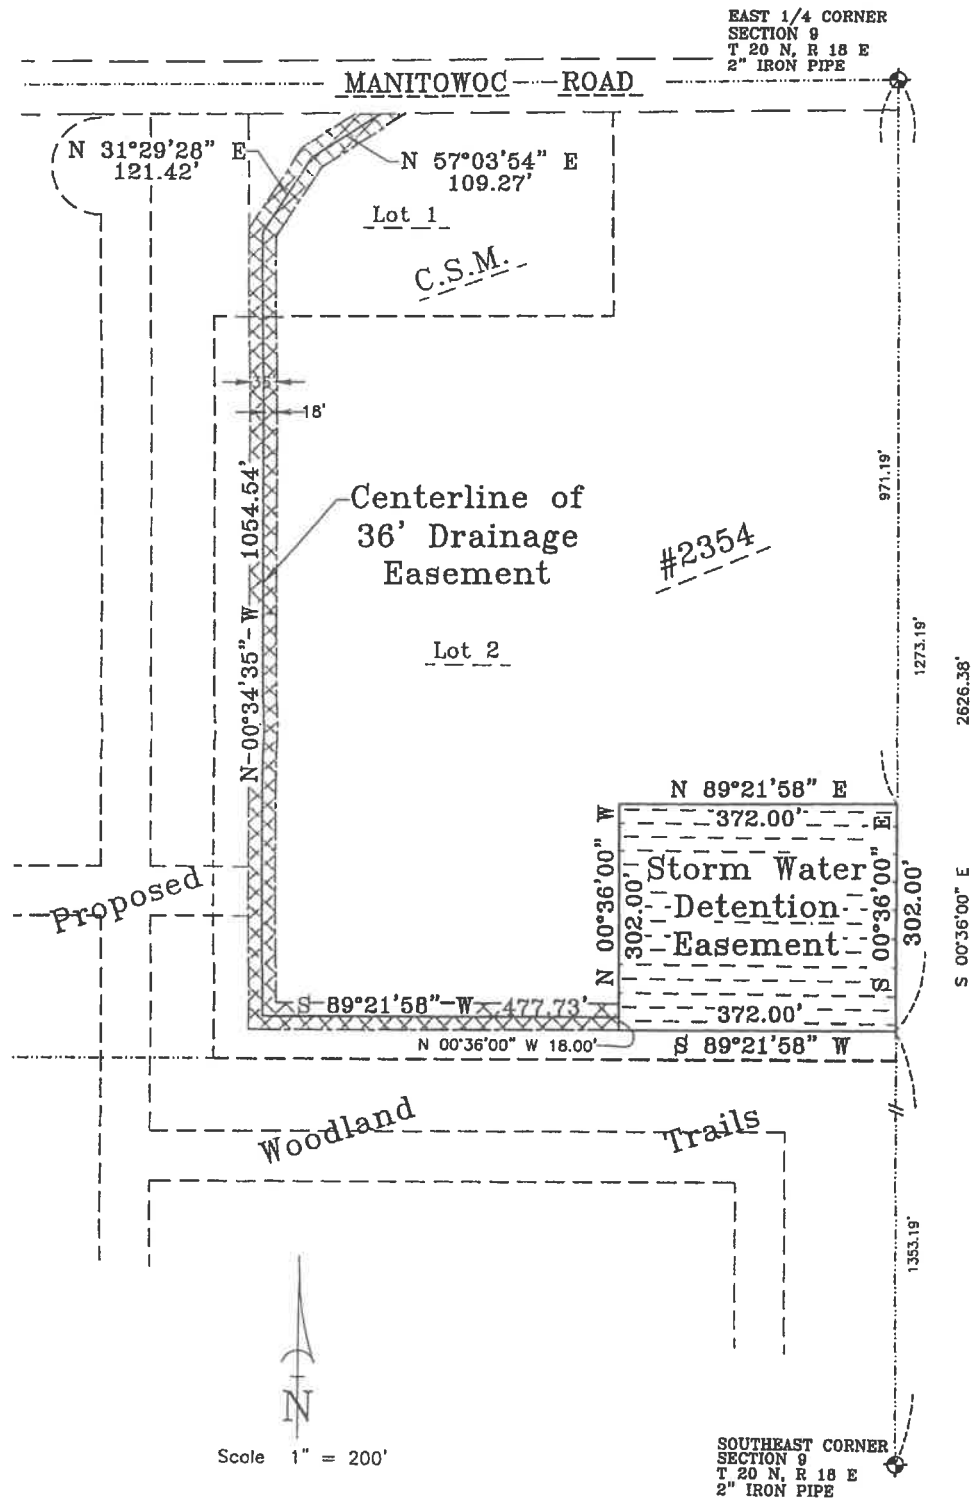 EAST 1/4 CORNER
SECTION 9
T 20 N, R 18 E
2" IRON PIPE
MANITOWOC ROAD
N 31°29'28" E
121.42'
N 57°03'54" E
109.27'
Lot 1
C.S.M.
36'
18'
971.19'
N 00°34'35" W 1054.54'
Centerline of
36' Drainage
Easement
#2354
1273.19'
2626.38'
Lot 2
N 89°21'58" E
372.00'
N 00°36'00" W
302.00'
Storm Water
Detention
Easement
S 00°36'00" E
302.00'
S 00°36'00" E
Proposed
S 89°21'58" W 477.73'
372.00'
N 00°36'00" W 18.00'
S 89°21'58" W
Woodland Trails
1353.19'
N
Scale 1" = 200'
SOUTHEAST CORNER
SECTION 9
T 20 N, R 18 E
2" IRON PIPE